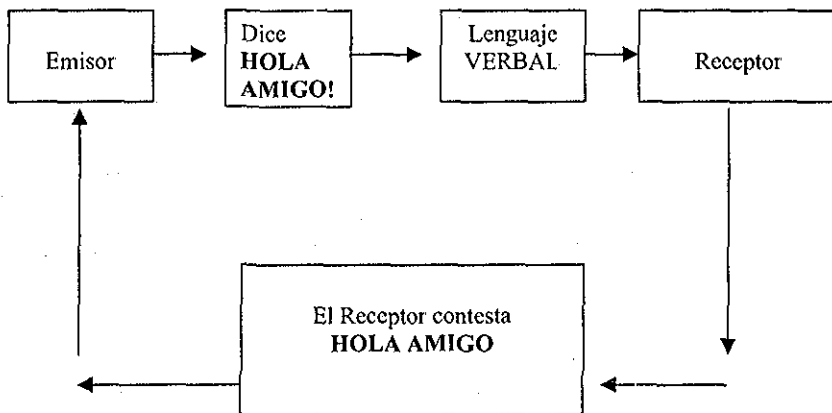 Emisor
Dice
HOLA
AMIGO!
Lenguaje
VERBAL
Receptor
El Receptor contesta
HOLA AMIGO